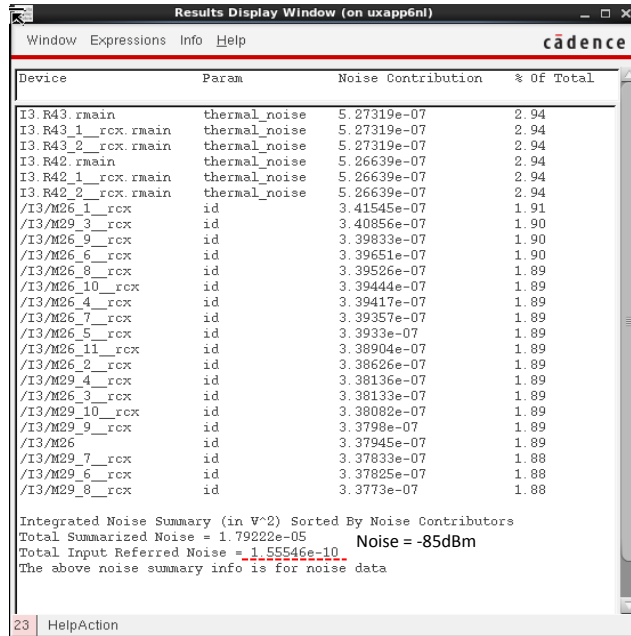 Results Display Window (on uxapp6nl)
Window Expressions Info Help cādence
Device Param Noise Contribution % Of Total
I3.R43.rmain thermal_noise 5.27319e-07 2.94
I3.R43_1__rcx.rmain thermal_noise 5.27319e-07 2.94
I3.R43_2__rcx.rmain thermal_noise 5.27319e-07 2.94
I3.R42.rmain thermal_noise 5.26639e-07 2.94
I3.R42_1__rcx.rmain thermal_noise 5.26639e-07 2.94
I3.R42_2__rcx.rmain thermal_noise 5.26639e-07 2.94
/I3/M26_1__rcx id 3.41545e-07 1.91
/I3/M29_3__rcx id 3.40856e-07 1.90
/I3/M26_9__rcx id 3.39833e-07 1.90
/I3/M26_6__rcx id 3.39651e-07 1.90
/I3/M26_8__rcx id 3.39526e-07 1.89
/I3/M26_10__rcx id 3.39444e-07 1.89
/I3/M26_4__rcx id 3.39417e-07 1.89
/I3/M26_7__rcx id 3.39357e-07 1.89
/I3/M26_5__rcx id 3.3933e-07 1.89
/I3/M26_11__rcx id 3.38904e-07 1.89
/I3/M26_2__rcx id 3.38626e-07 1.89
/I3/M29_4__rcx id 3.38136e-07 1.89
/I3/M26_3__rcx id 3.38133e-07 1.89
/I3/M29_10__rcx id 3.38082e-07 1.89
/I3/M29_9__rcx id 3.3798e-07 1.89
/I3/M26 id 3.37945e-07 1.89
/I3/M29_7__rcx id 3.37833e-07 1.88
/I3/M29_6__rcx id 3.37825e-07 1.88
/I3/M29_8__rcx id 3.3773e-07 1.88
Integrated Noise Summary (in V^2) Sorted By Noise Contributors
Total Summarized Noise = 1.79222e-05
Noise = -85dBm
Total Input Referred Noise = 1.55546e-10
The above noise summary info is for noise data
23 HelpAction